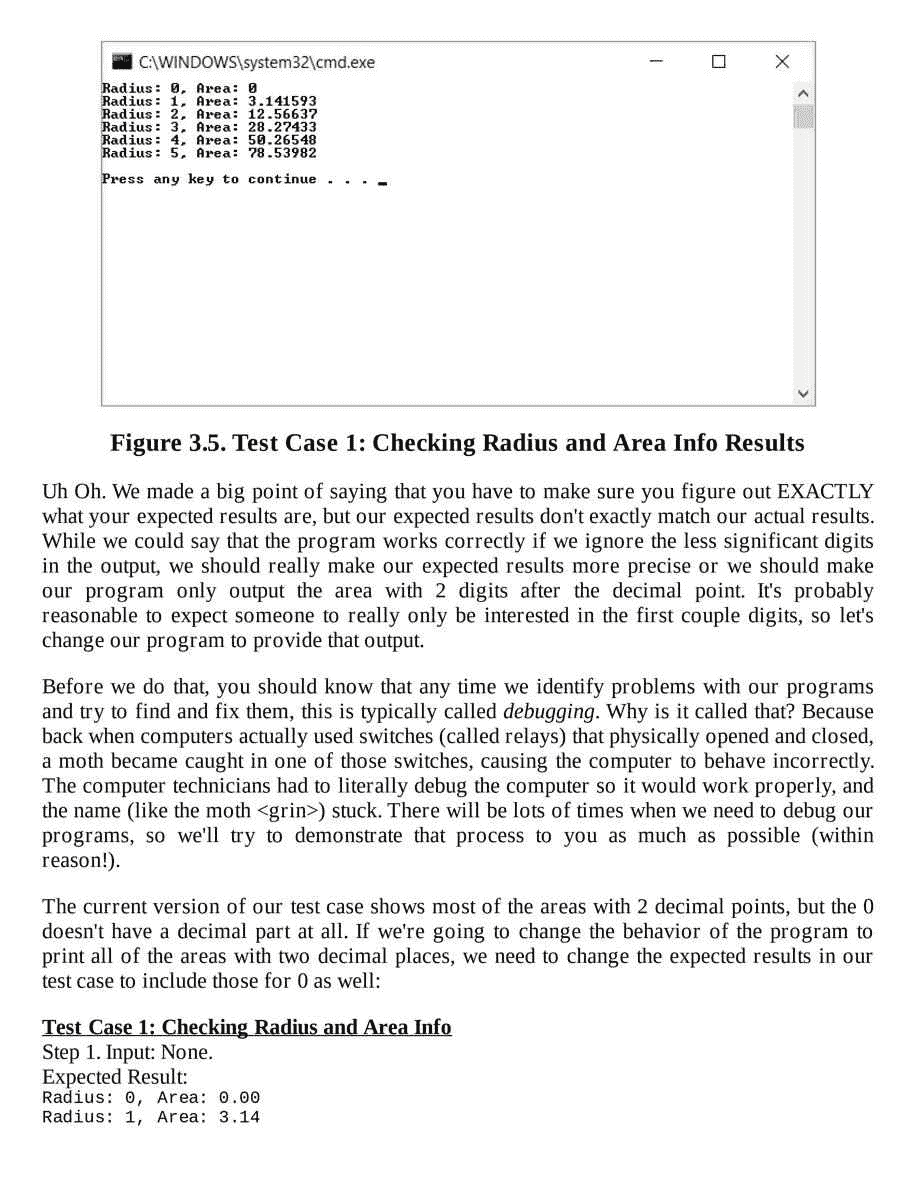 C:\WINDOWS\system32\cmd.exe
Radius: 0, Area: 0
Radius: 1, Area: 3.141593
Radius: 2, Area: 12.56637
Radius: 3, Area: 28.27433
Radius: 4, Area: 50.26548
Radius: 5, Area: 78.53982
Press any key to continue . . . _
Figure 3.5. Test Case 1: Checking Radius and Area Info Results
Uh Oh. We made a big point of saying that you have to make sure you figure out EXACTLY
what your expected results are, but our expected results don't exactly match our actual results.
While we could say that the program works correctly if we ignore the less significant digits
in the output, we should really make our expected results more precise or we should make
our program only output the area with 2 digits after the decimal point. It's probably
reasonable to expect someone to really only be interested in the first couple digits, so let's
change our program to provide that output.
Before we do that, you should know that any time we identify problems with our programs
and try to find and fix them, this is typically called debugging. Why is it called that? Because
back when computers actually used switches (called relays) that physically opened and closed,
a moth became caught in one of those switches, causing the computer to behave incorrectly.
The computer technicians had to literally debug the computer so it would work properly, and
the name (like the moth <grin>) stuck. There will be lots of times when we need to debug our
programs, so we'll try to demonstrate that process to you as much as possible (within
reason!).
The current version of our test case shows most of the areas with 2 decimal points, but the 0
doesn't have a decimal part at all. If we're going to change the behavior of the program to
print all of the areas with two decimal places, we need to change the expected results in our
test case to include those for 0 as well:
Test Case 1: Checking Radius and Area Info
Step 1. Input: None.
Expected Result:
Radius: 0, Area: 0.00
Radius: 1, Area: 3.14